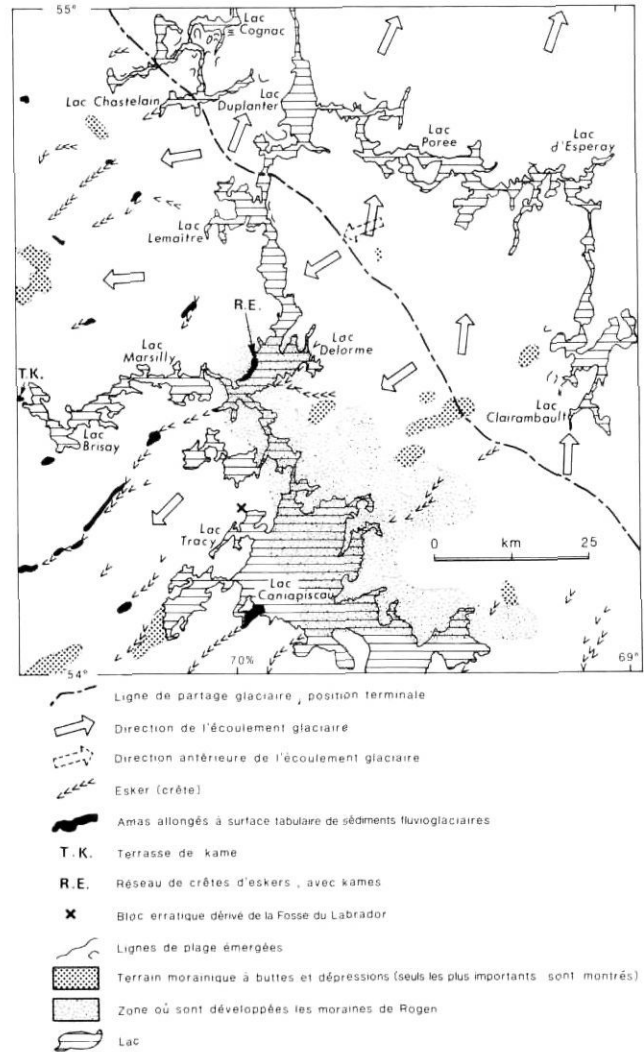 55°
Lac
Cognac
Lac Chastelain
Lac
Duplanter
Lac
Porée
Lac
d'Esperay
Lac
Lemaître
R.E.
Lac
Marsilly
Lac
Delorme
T.K.
Lac
Brisay
Lac
Clairambault
Lac
Tracy
0 km 25
Lac
Caniapiscau
54°
70%
69°
Ligne de partage glaciaire, position terminale
Direction de l'écoulement glaciaire
Direction antérieure de l'écoulement glaciaire
Esker (crête)
Amas allongés à surface tabulaire de sédiments fluvioglaciaires
T.K. Terrasse de kame
R.E. Réseau de crêtes d'eskers, avec kames
x Bloc erratique dérivé de la Fosse du Labrador
Lignes de plage émergées
Terrain morainique à buttes et dépressions (seuls les plus importants sont montrés)
Zone où sont développées les moraines de Rogen
Lac